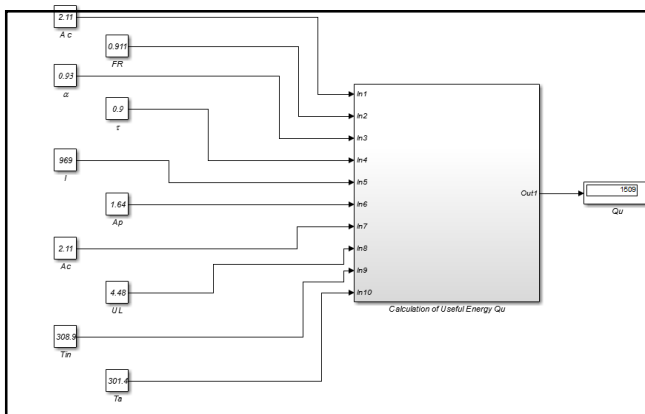 2.11
Ac
0.911
FR
0.93
α
0.9
τ
969
I
1.64
Ap
2.11
Ac
4.48
UL
308.9
Tin
301.4
Ta
In1
In2
In3
In4
In5
In6
In7
In8
In9
In10
Out1
Calculation of Useful Energy Qu
1509
Qu